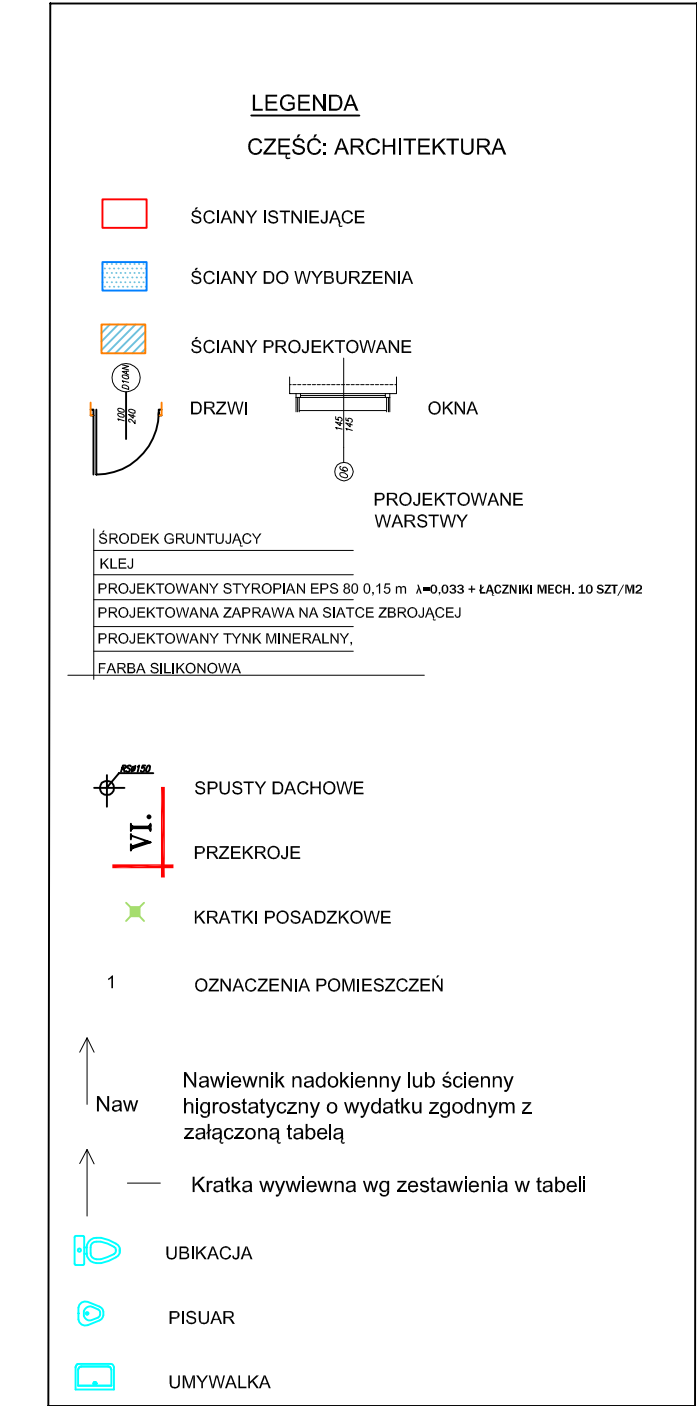 LEGENDA
CZĘŚĆ: ARCHITEKTURA
ŚCIANY ISTNIEJĄCE
ŚCIANY DO WYBURZENIA
ŚCIANY PROJEKTOWANE
D10AN
100
240
DRZWI
145
145
O6
OKNA
PROJEKTOWANE
WARSTWY
ŚRODEK GRUNTUJĄCY
KLEJ
PROJEKTOWANY STYROPIAN EPS 80 0,15 m λ=0,033 + ŁĄCZNIKI MECH. 10 SZT/M2
PROJEKTOWANA ZAPRAWA NA SIATCE ZBROJĄCEJ
PROJEKTOWANY TYNK MINERALNY,
FARBA SILIKONOWA
RSØ150
SPUSTY DACHOWE
VI.
PRZEKROJE
KRATKI POSADZKOWE
1 OZNACZENIA POMIESZCZEŃ
Naw
Nawiewnik nadokienny lub ścienny
higrostatyczny o wydatku zgodnym z
załączoną tabelą
Kratka wywiewna wg zestawienia w tabeli
UBIKACJA
PISUAR
UMYWALKA